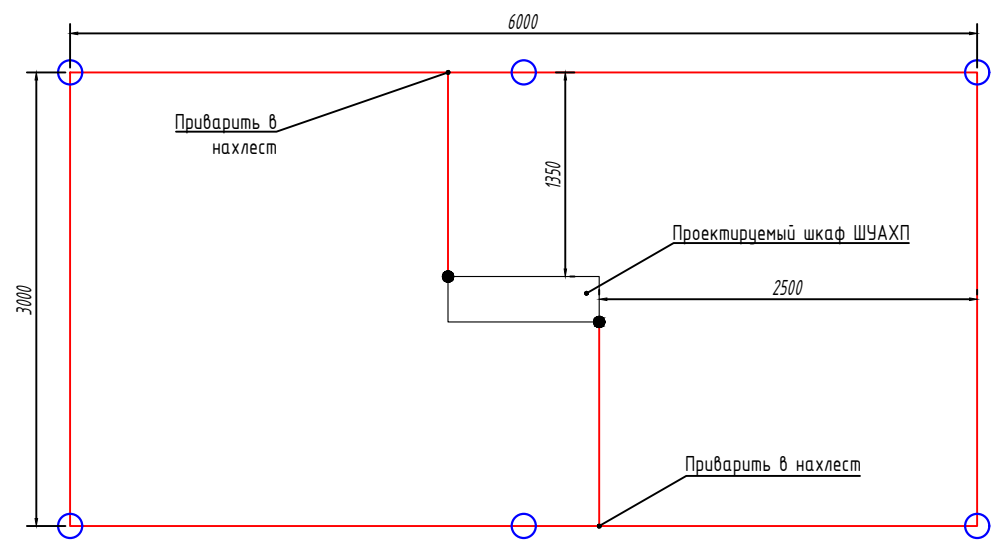 6000
Приварить в
нахлест
1350
Проектируемый шкаф ШУАХП
2500
3000
Приварить в нахлест